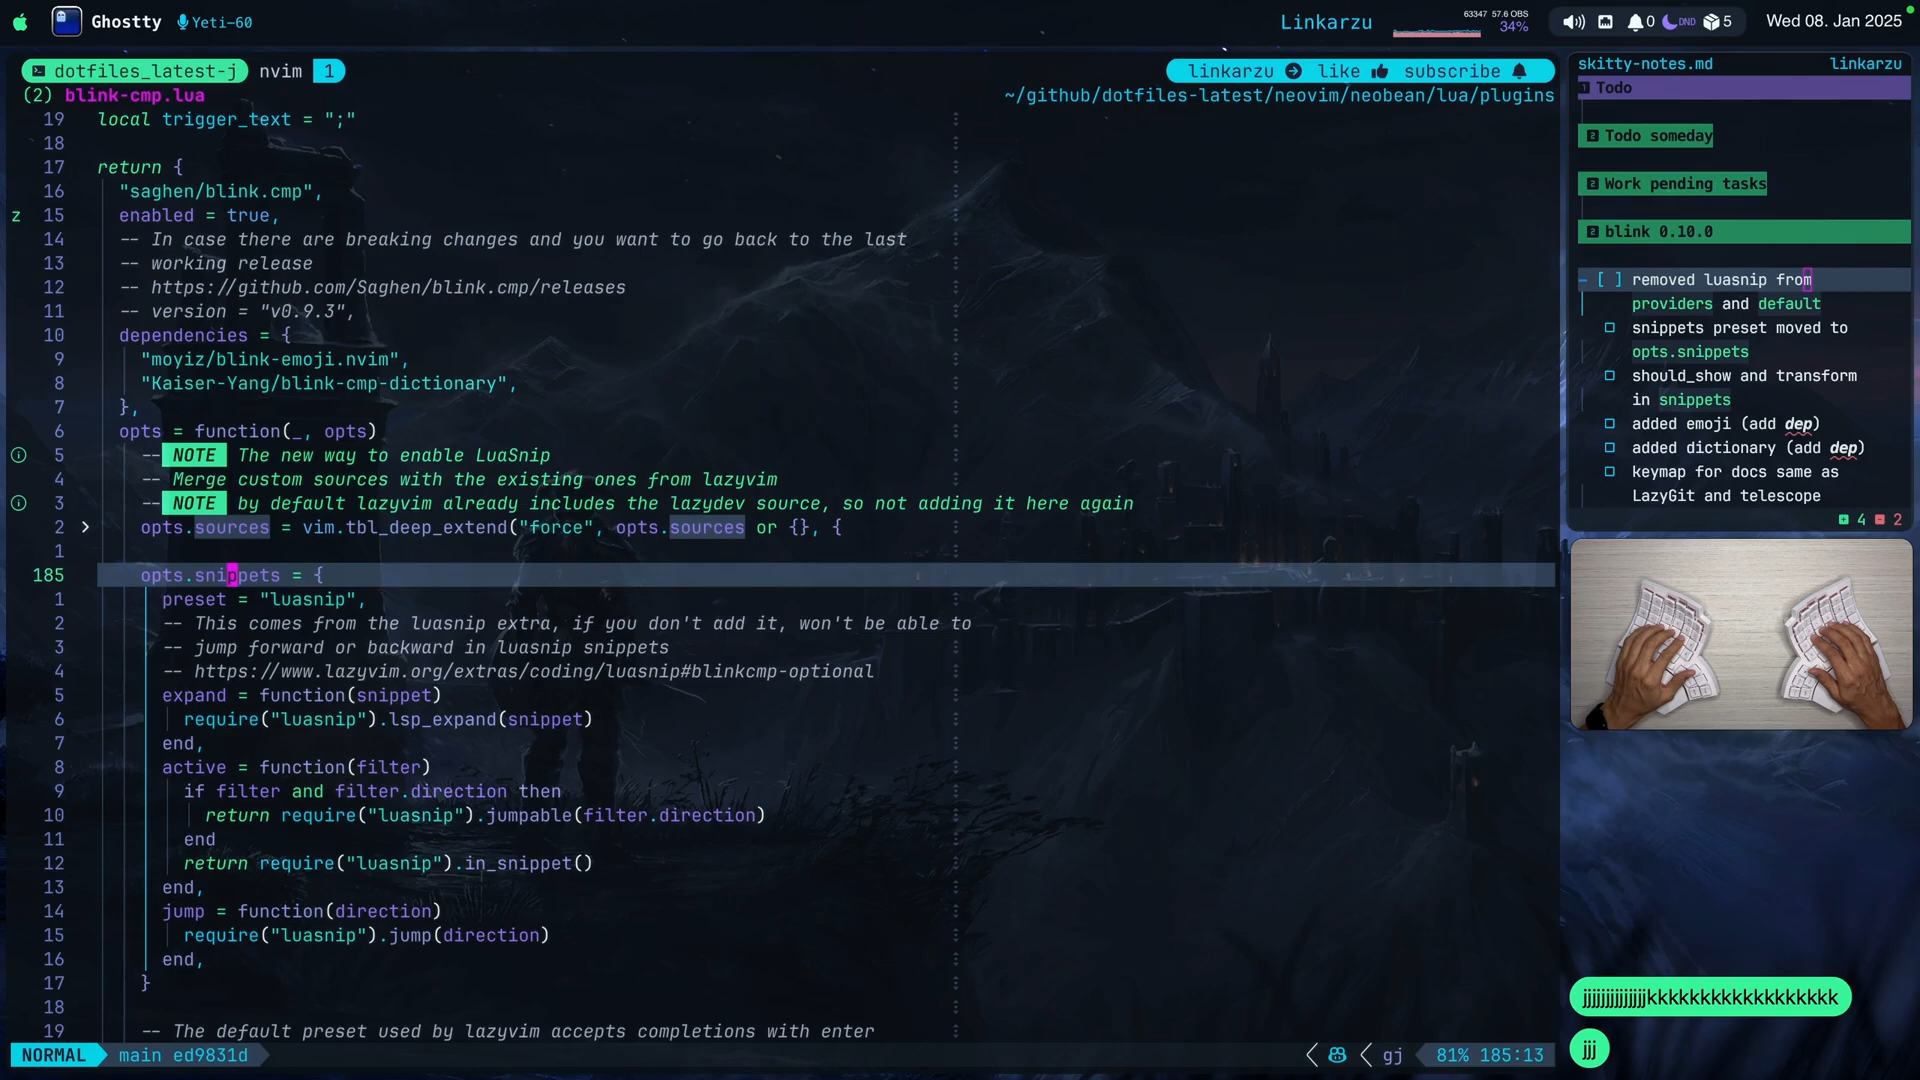 Ghostty Yeti-60 Linkarzu 63347 57.6 OBS 34% 0 DND 5 Wed 08. Jan 2025
dotfiles_latest-j nvim 1 linkarzu like subscribe
(2) blink-cmp.lua ~/github/dotfiles-latest/neovim/neobean/lua/plugins
19 local trigger_text = ";"
18
17 return {
16 "saghen/blink.cmp",
z 15 enabled = true,
14 -- In case there are breaking changes and you want to go back to the last
13 -- working release
12 -- https://github.com/Saghen/blink.cmp/releases
11 -- version = "v0.9.3",
10 dependencies = {
9 "moyiz/blink-emoji.nvim",
8 "Kaiser-Yang/blink-cmp-dictionary",
7 },
6 opts = function(_, opts)
5 -- NOTE The new way to enable LuaSnip
4 -- Merge custom sources with the existing ones from lazyvim
3 -- NOTE by default lazyvim already includes the lazydev source, so not adding it here again
2 > opts.sources = vim.tbl_deep_extend("force", opts.sources or {}, {
1
185 opts.snippets = {
1 preset = "luasnip",
2 -- This comes from the luasnip extra, if you don't add it, won't be able to
3 -- jump forward or backward in luasnip snippets
4 -- https://www.lazyvim.org/extras/coding/luasnip#blinkcmp-optional
5 expand = function(snippet)
6 require("luasnip").lsp_expand(snippet)
7 end,
8 active = function(filter)
9 if filter and filter.direction then
10 return require("luasnip").jumpable(filter.direction)
11 end
12 return require("luasnip").in_snippet()
13 end,
14 jump = function(direction)
15 require("luasnip").jump(direction)
16 end,
17 }
18
19 -- The default preset used by lazyvim accepts completions with enter
NORMAL main ed9831d gj 81% 185:13
skitty-notes.md linkarzu
1 Todo
2 Todo someday
2 Work pending tasks
2 blink 0.10.0
- [ ] removed luasnip from
providers and default
snippets preset moved to
opts.snippets
should_show and transform
in snippets
added emoji (add dep)
added dictionary (add dep)
keymap for docs same as
LazyGit and telescope
4 2
jjjjjjjjjjjjjjkkkkkkkkkkkkkkkkkk
jjj